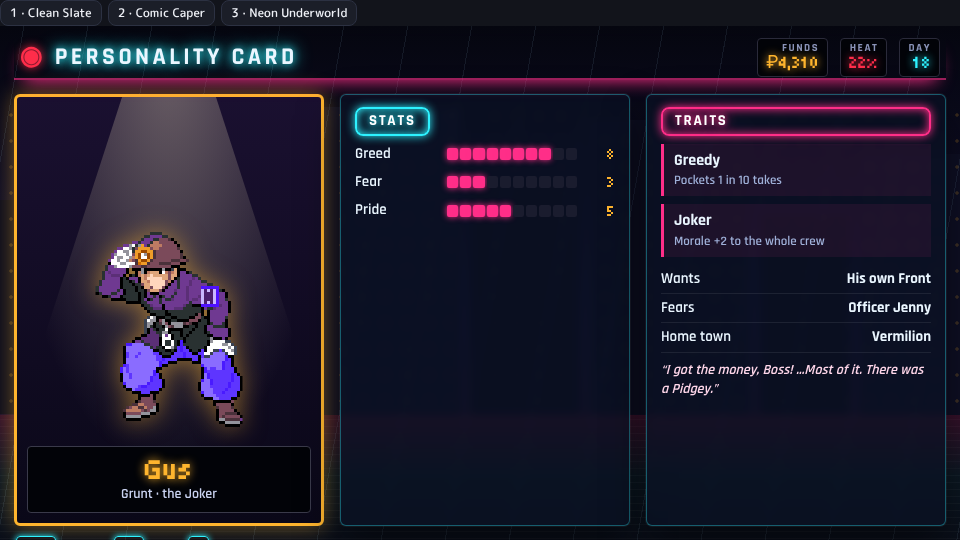 1 · Clean Slate
2 · Comic Caper
3 · Neon Underworld
PERSONALITY CARD
FUNDS
₽4,310
HEAT
22%
DAY
18
STATS
Greed 8
Fear 3
Pride 5
TRAITS
Greedy
Pockets 1 in 10 takes
Joker
Morale +2 to the whole crew
Wants His own Front
Fears Officer Jenny
Home town Vermilion
“I got the money, Boss! ...Most of it. There was
a Pidgey.”
Gus
Grunt · the Joker